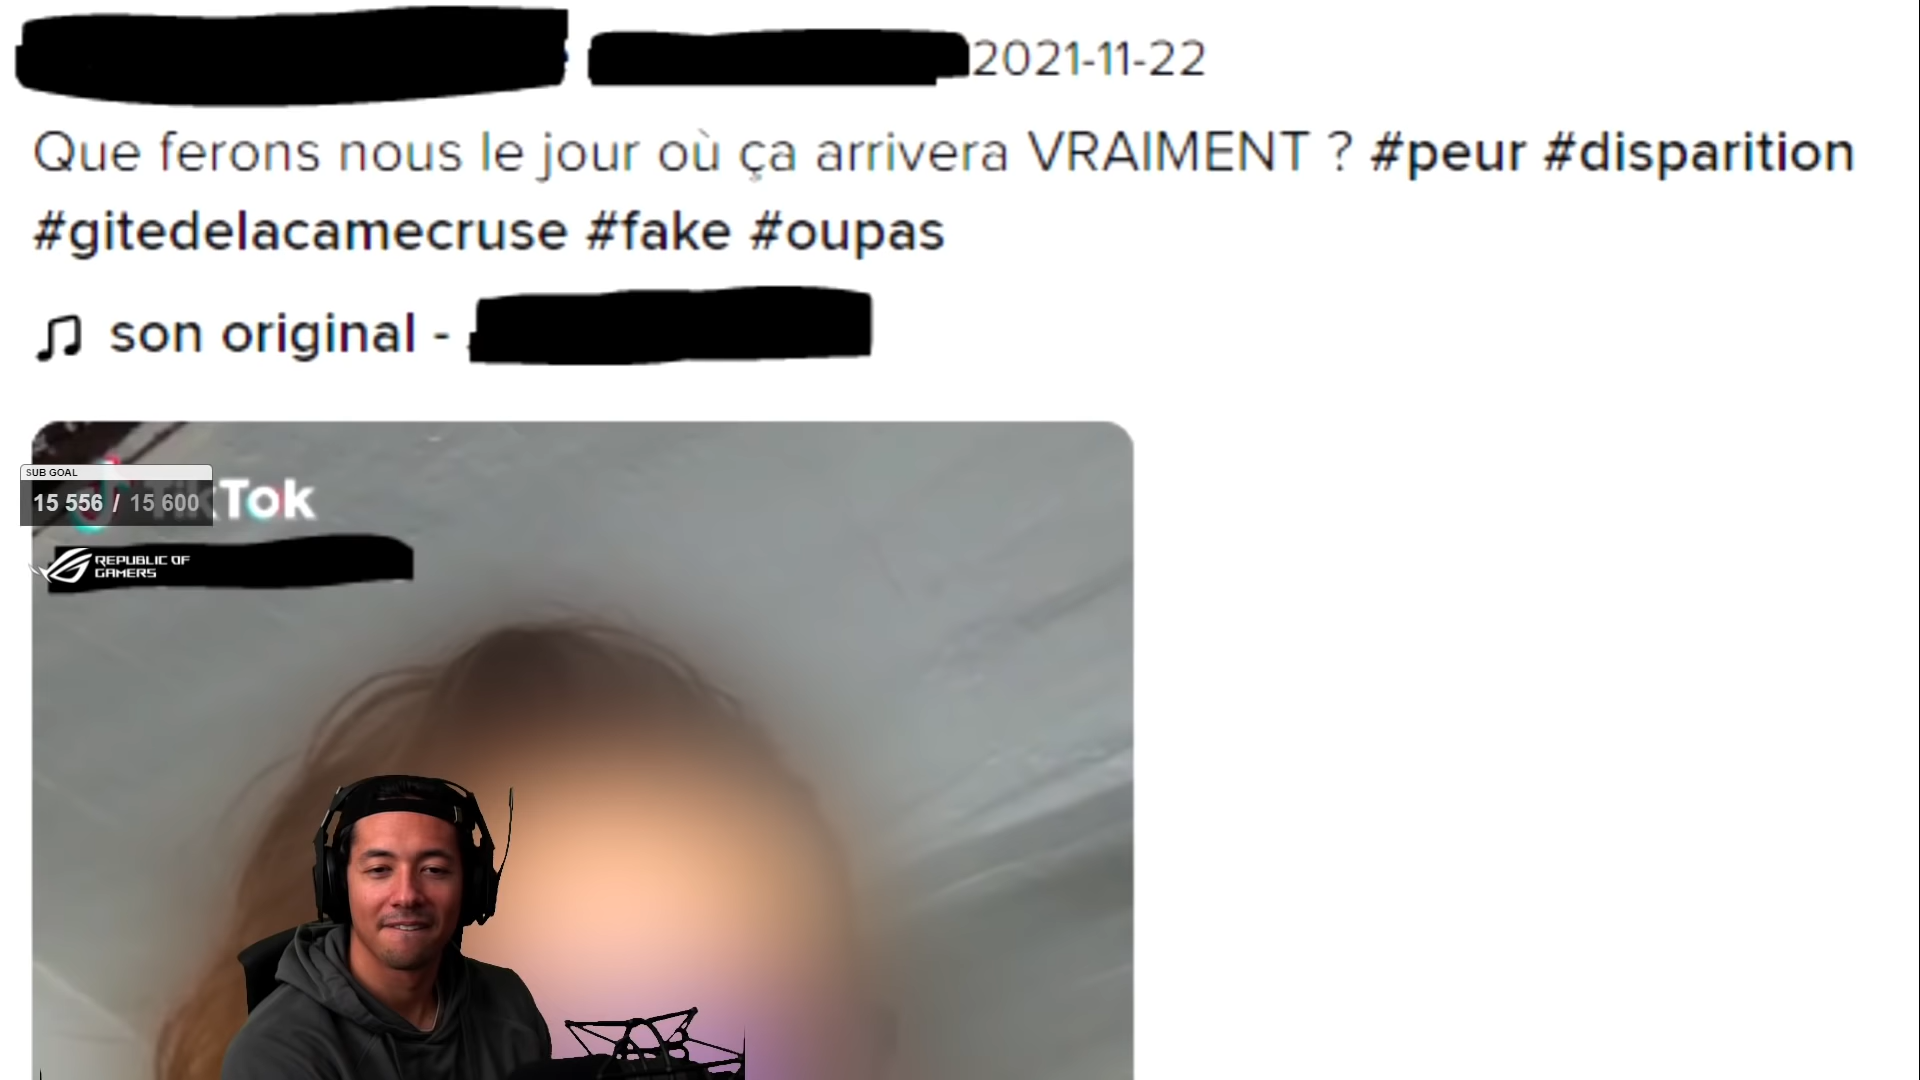 2021-11-22
Que ferons nous le jour où ça arrivera VRAIMENT ? #peur #disparition
#gitedelacamecruse #fake #oupas
son original -
SUB GOAL
15 556 / 15 600
TikTok
REPUBLIC OF
GAMERS